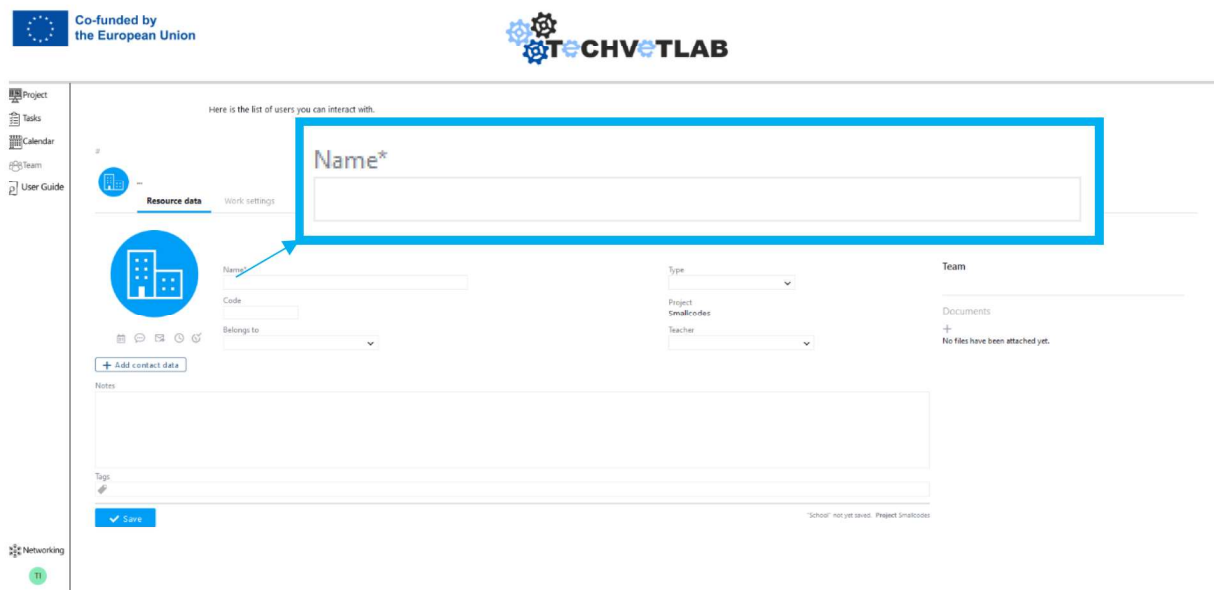 Co-funded by
the European Union
TECHVETLAB
Project
Tasks
Calendar
Team
User Guide
Here is the list of users you can interact with.
#
Name*
...
Resource data
Work settings
Name*
Type
Code
Project
Smallcodes
Belongs to
Teacher
Team
Documents
+
No files have been attached yet.
+ Add contact data
Notes
Tags
Save
"School" not yet saved. Project Smallcodes
Networking
TI